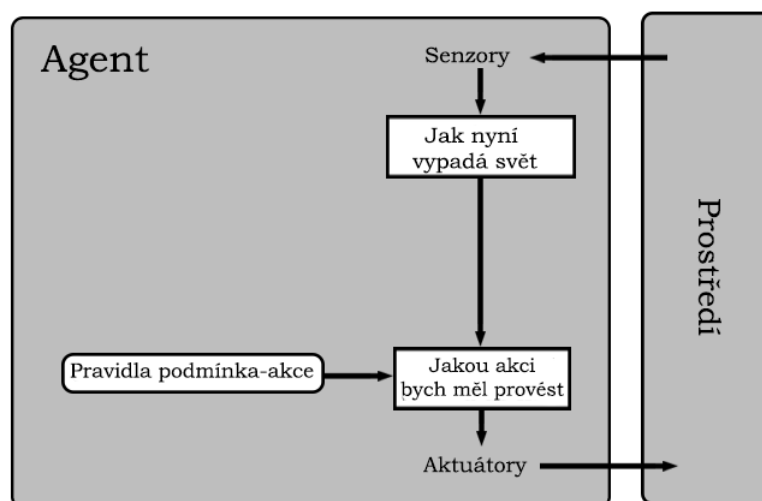 Agent
Senzory
Jak nyní
vypadá svět
Prostředí
Pravidla podmínka-akce
Jakou akci
bych měl provést
Aktuátory